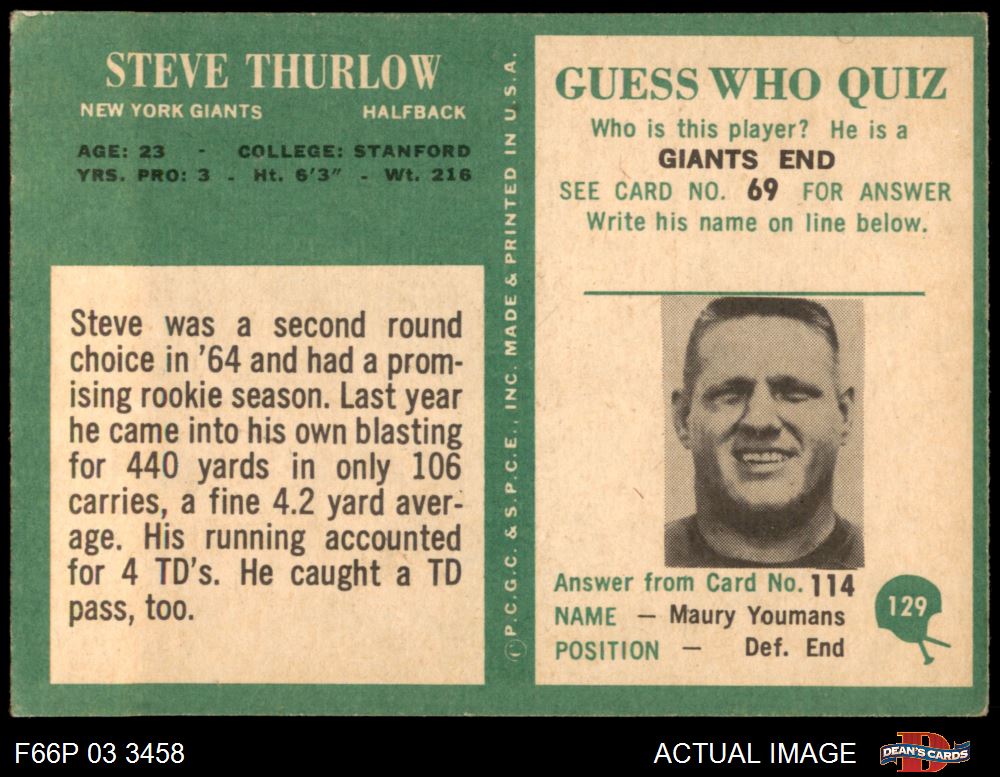 STEVE THURLOW
NEW YORK GIANTS HALFBACK
AGE: 23 - COLLEGE: STANFORD
YRS. PRO: 3 - Ht. 6'3" - Wt. 216
Steve was a second round
choice in '64 and had a prom-
ising rookie season. Last year
he came into his own blasting
for 440 yards in only 106
carries, a fine 4.2 yard aver-
age. His running accounted
for 4 TD's. He caught a TD
pass, too.
© P.C.G.C. & S.P.C.E., INC. MADE & PRINTED IN U.S.A.
GUESS WHO QUIZ
Who is this player? He is a
GIANTS END
SEE CARD NO. 69 FOR ANSWER
Write his name on line below.
Answer from Card No. 114
NAME — Maury Youmans
POSITION — Def. End
129
F66P 03 3458
ACTUAL IMAGE
DEAN'S CARDS